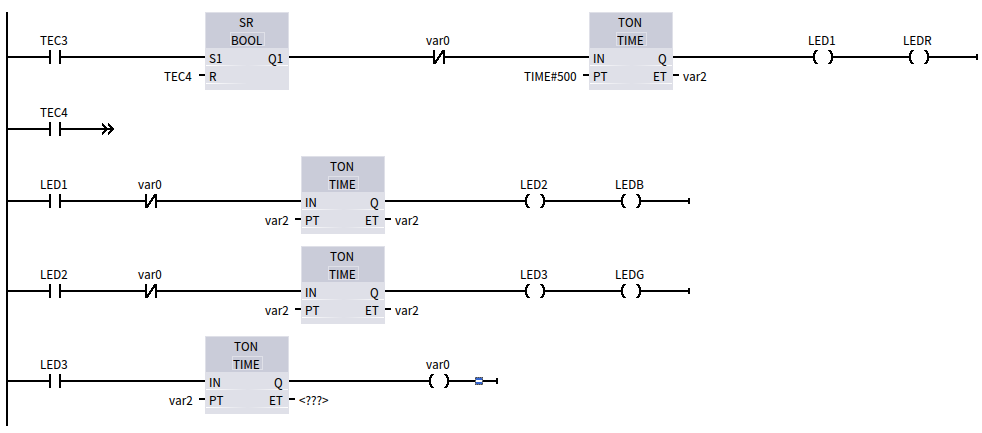 SR
TON
TEC3
BOOL
var0
TIME
LED1
LEDR
S1
Q1
IN
Q
TEC4
R
TIME#500
PT
ET
var2
TEC4
TON
LED1
var0
TIME
LED2
LEDB
IN
Q
var2
PT
ET
var2
TON
LED2
var0
TIME
LED3
LEDG
IN
Q
var2
PT
ET
var2
TON
LED3
TIME
var0
IN
Q
var2
PT
ET
<???>